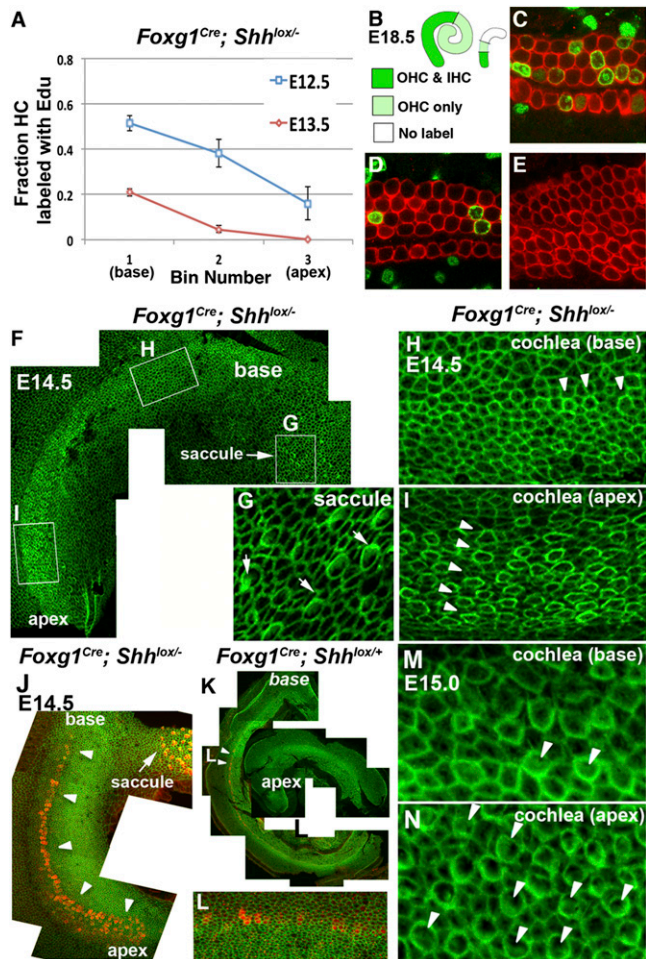 A
Foxg1Cre; Shhlox/-
Fraction HC
labeled with Edu
0.8
0.6
0.4
0.2
0
E12.5
E13.5
1
(base)
2
3
(apex)
Bin Number
B
E18.5
OHC & IHC
OHC only
No label
C
D
E
Foxg1Cre; Shhlox/-
F
E14.5
H
base
G
saccule
I
apex
G
saccule
Foxg1Cre; Shhlox/-
H
cochlea (base)
E14.5
I
cochlea (apex)
Foxg1Cre; Shhlox/-
J
E14.5
base
saccule
apex
Foxg1Cre; Shhlox/+
K
base
L
apex
L
L
M
cochlea (base)
E15.0
N
cochlea (apex)